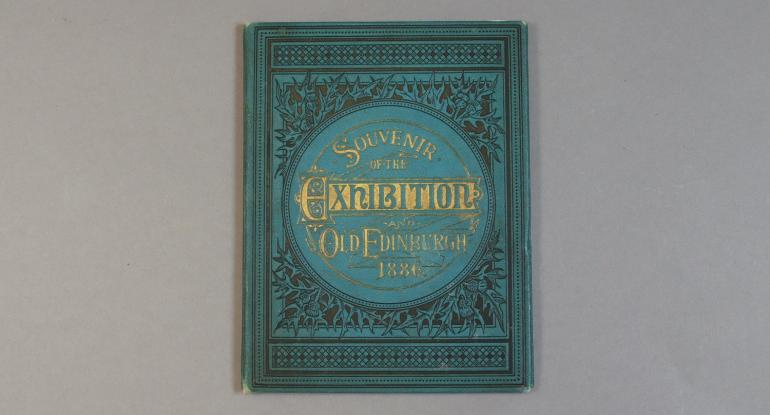 SOUVENIR
OF THE
EXHIBITION
AND
OLD EDINBURGH
1886